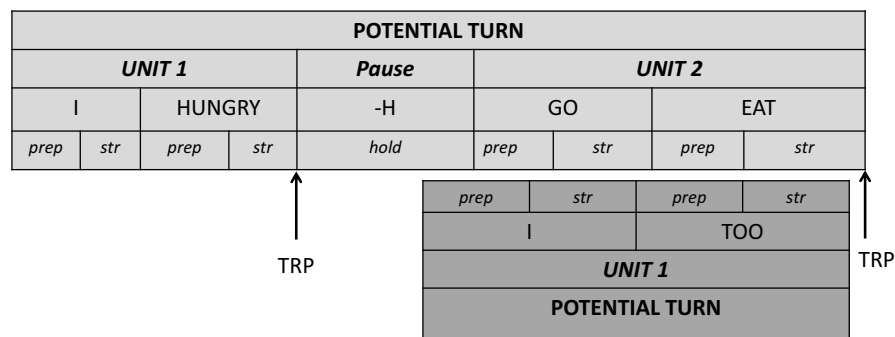 POTENTIAL TURN
UNIT 1 Pause UNIT 2
I HUNGRY -H GO EAT
prep str prep str hold prep str prep str
prep str prep str
I TOO
TRP TRP
UNIT 1
POTENTIAL TURN